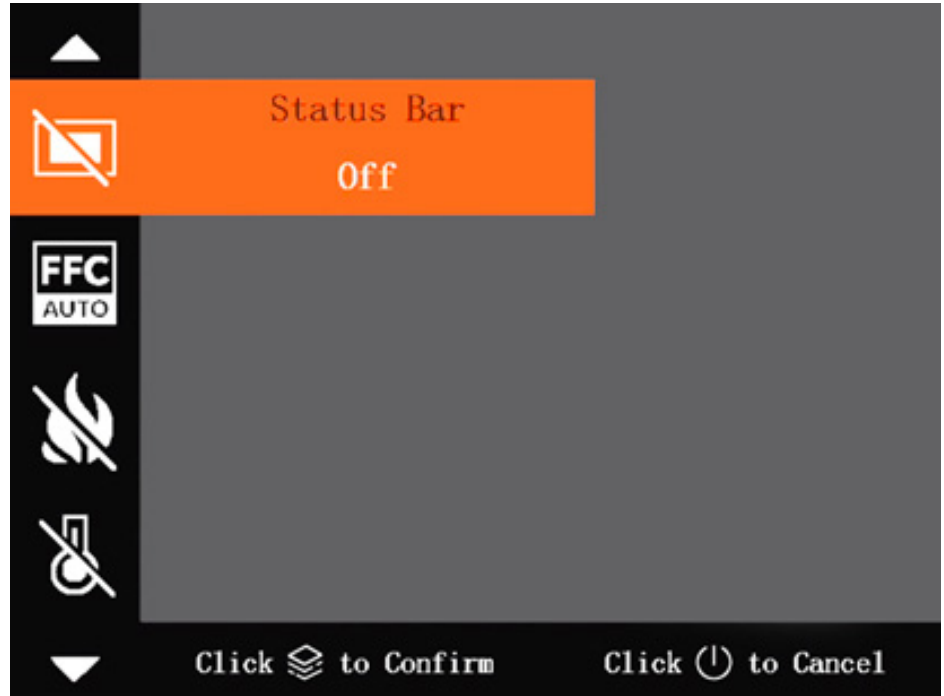 Status Bar
Off
FFC
AUTO
Click to Confirm
Click to Cancel